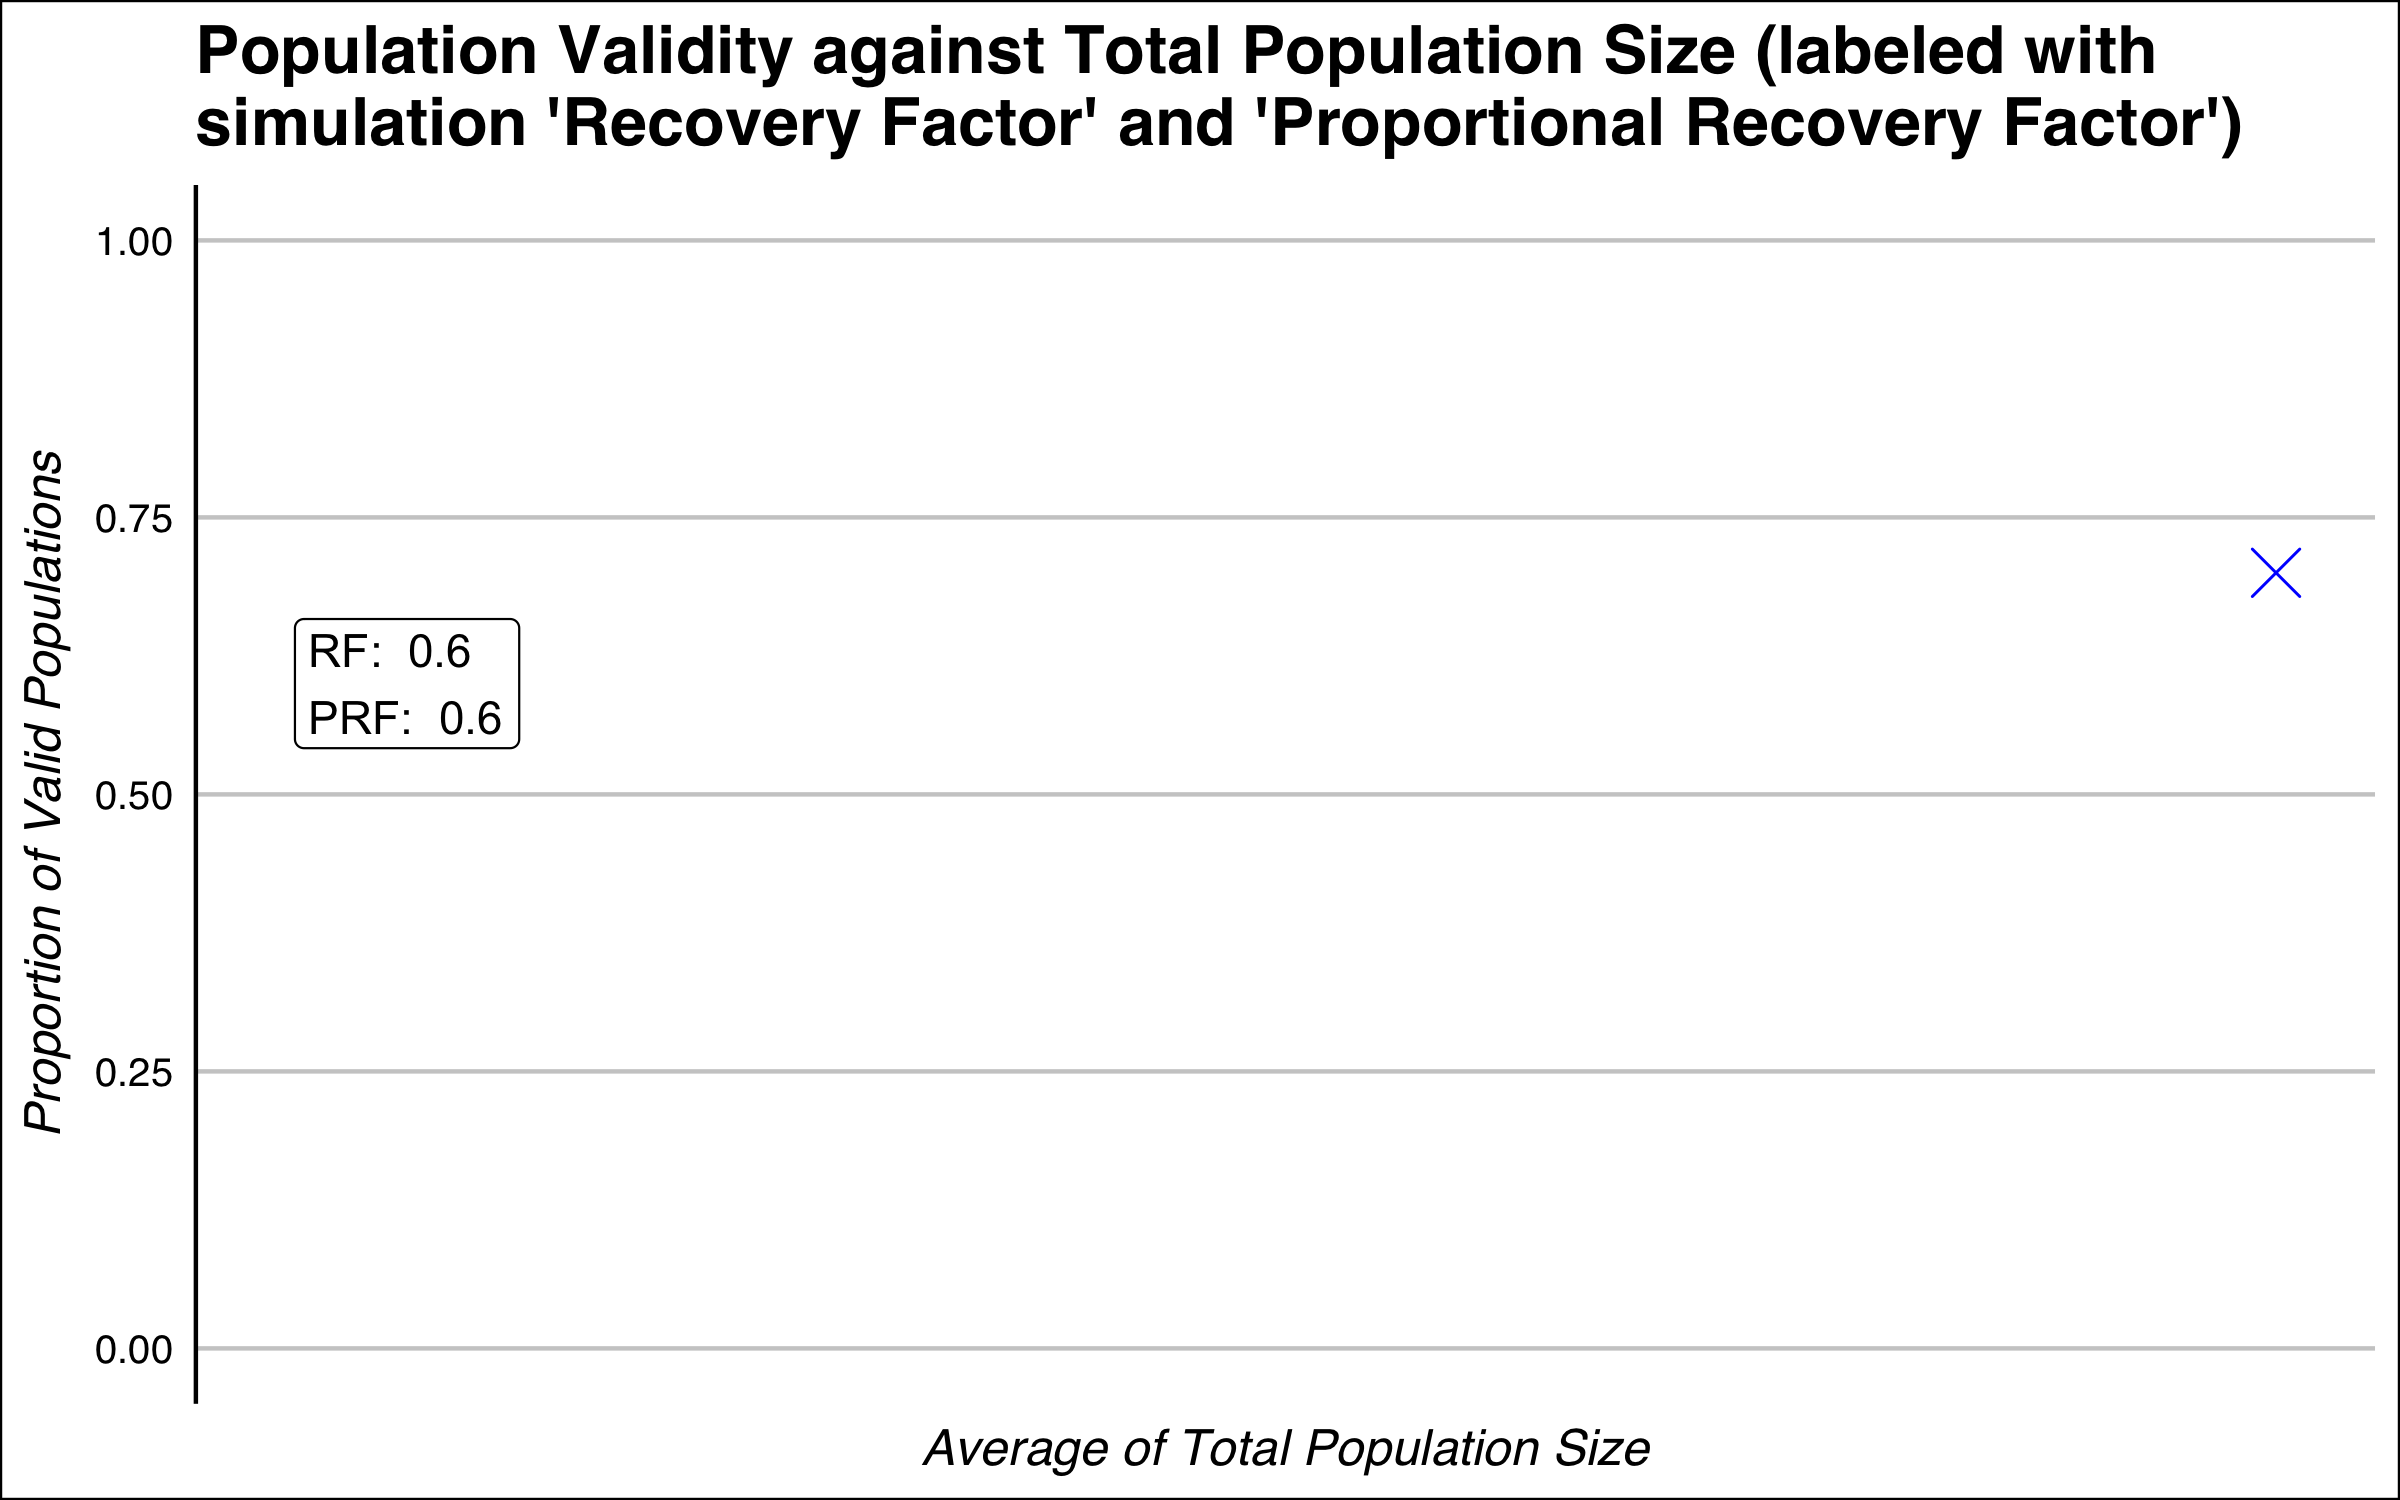 Population Validity against Total Population Size (labeled with
simulation 'Recovery Factor' and 'Proportional Recovery Factor')
Proportion of Valid Populations
1.00
0.75
0.50
0.25
0.00
RF: 0.6
PRF: 0.6
Average of Total Population Size